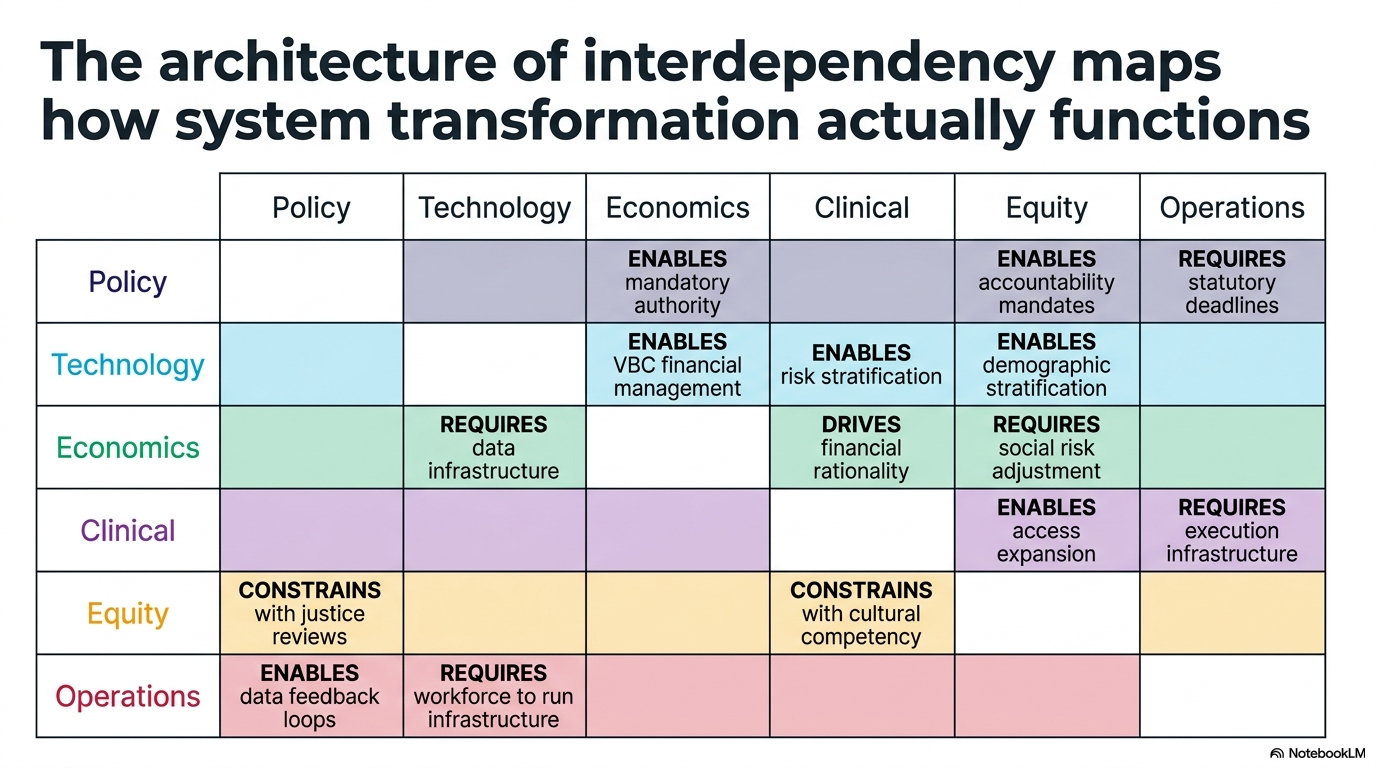 The architecture of interdependency maps
how system transformation actually functions
Policy
Technology
Economics
Clinical
Equity
Operations
Policy
ENABLES
mandatory
authority
ENABLES
accountability
mandates
REQUIRES
statutory
deadlines
Technology
ENABLES
VBC financial
management
ENABLES
risk stratification
ENABLES
demographic
stratification
Economics
REQUIRES
data
infrastructure
DRIVES
financial
rationality
REQUIRES
social risk
adjustment
Clinical
ENABLES
access
expansion
REQUIRES
execution
infrastructure
Equity
CONSTRAINS
with justice
reviews
CONSTRAINS
with cultural
competency
Operations
ENABLES
data feedback
loops
REQUIRES
workforce to run
infrastructure
NotebookLM